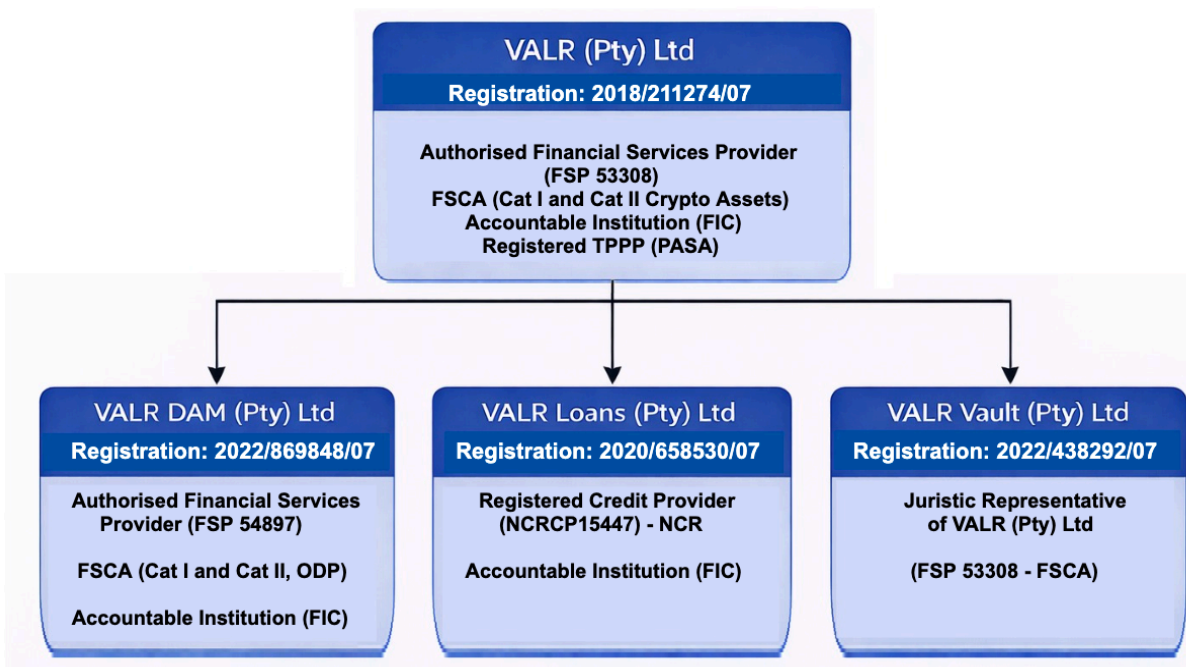 VALR (Pty) Ltd
Registration: 2018/211274/07
Authorised Financial Services Provider
(FSP 53308)
FSCA (Cat I and Cat II Crypto Assets)
Accountable Institution (FIC)
Registered TPPP (PASA)
VALR DAM (Pty) Ltd
Registration: 2022/869848/07
Authorised Financial Services
Provider (FSP 54897)
FSCA (Cat I and Cat II, ODP)
Accountable Institution (FIC)
VALR Loans (Pty) Ltd
Registration: 2020/658530/07
Registered Credit Provider
(NCRCP15447) - NCR
Accountable Institution (FIC)
VALR Vault (Pty) Ltd
Registration: 2022/438292/07
Juristic Representative
of VALR (Pty) Ltd
(FSP 53308 - FSCA)